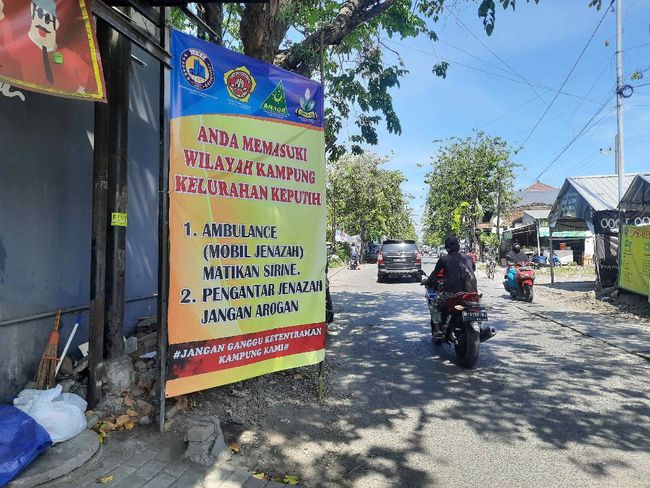 ANSOR
ANDA MEMASUKI
WILAYAH KAMPUNG
KELURAHAN KEPUTIH
1. AMBULANCE
(MOBIL JENAZAH)
MATIKAN SIRINE.
2. PENGANTAR JENAZAH
JANGAN AROGAN
#JANGAN GANGGU KETENTRAMAN
KAMPUNG KAMI#